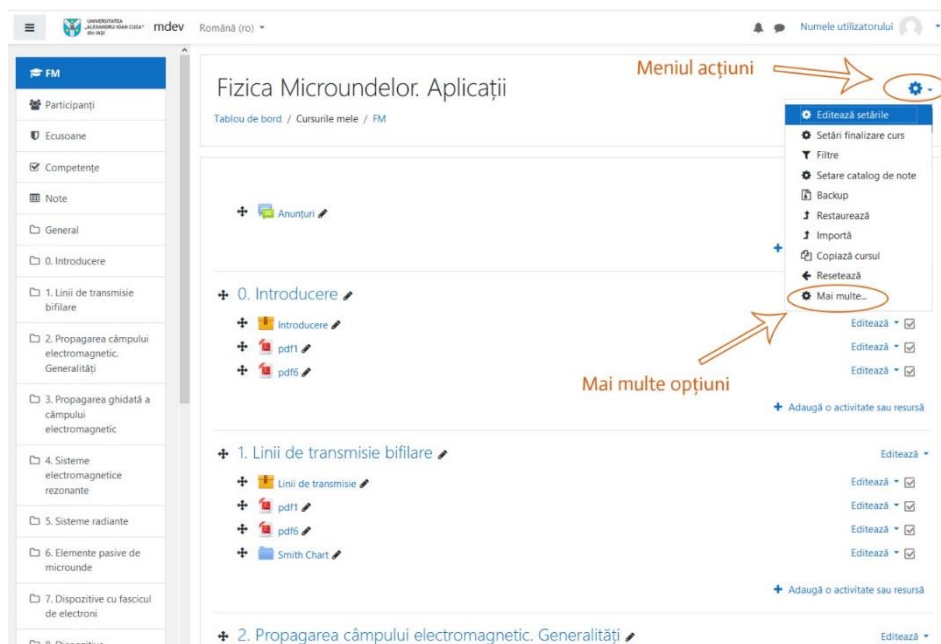 UNIVERSITATEA
„ALEXANDRU IOAN CUZA”
din IAȘI
mdev
Română (ro)
Numele utilizatorului
FM
Participanți
Ecusoane
Competențe
Note
General
0. Introducere
1. Linii de transmisie
bifilare
2. Propagarea câmpului
electromagnetic.
Generalități
3. Propagarea ghidată a
câmpului
electromagnetic
4. Sisteme
electromagnetice
rezonante
5. Sisteme radiante
6. Elemente pasive de
microunde
7. Dispozitive cu fascicul
de electroni
Fizica Microundelor. Aplicații
Tablou de bord / Cursurile mele / FM
Meniul acțiuni
Editează setările
Setări finalizare curs
Filtre
Setare catalog de note
Backup
Restaurează
Importă
Copiază cursul
Resetează
Mai multe...
Mai multe opțiuni
Anunțuri
+
0. Introducere
Introducere Editează
pdf1 Editează
pdf6 Editează
+ Adaugă o activitate sau resursă
1. Linii de transmisie bifilare Editează
Linii de transmisie Editează
pdf1 Editează
pdf6 Editează
Smith Chart Editează
+ Adaugă o activitate sau resursă
2. Propagarea câmpului electromagnetic. Generalități Editează